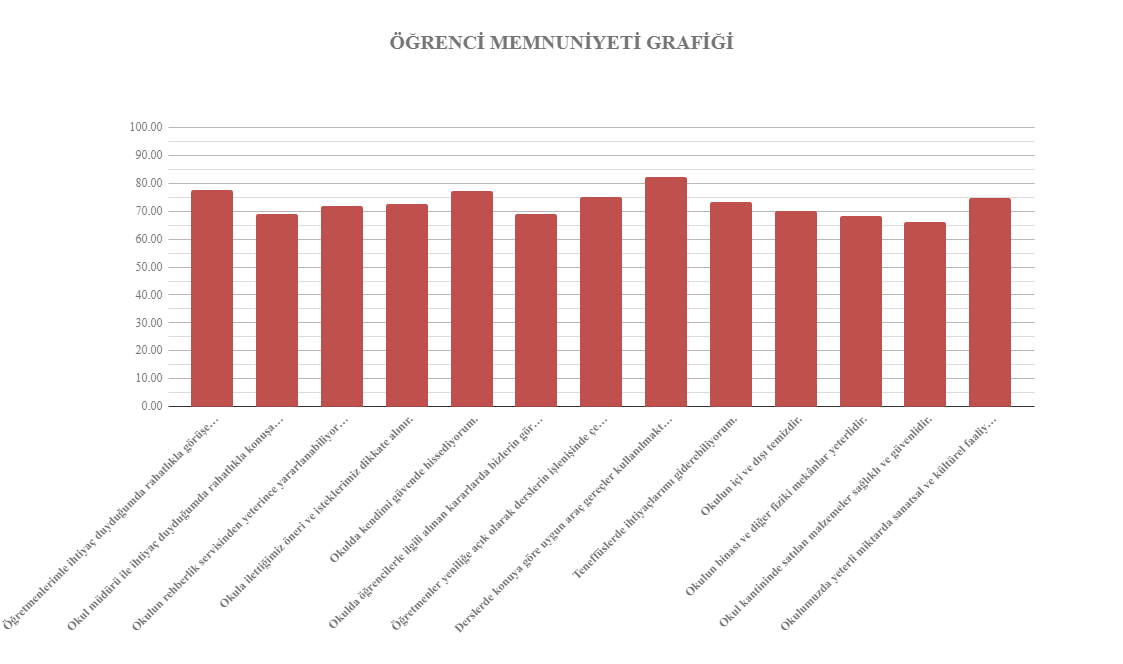 ÖĞRENCİ MEMNUNİYETİ GRAFİĞİ
100.00
90.00
80.00
70.00
60.00
50.00
40.00
30.00
20.00
10.00
0.00
Öğretmenlerimle ihtiyaç duyduğumda rahatlıkla görüşe…
Okul müdürü ile ihtiyaç duyduğumda rahatlıkla konuşa…
Okulun rehberlik servisinden yeterince yararlanabiliyor…
Okula ilettiğimiz öneri ve isteklerimiz dikkate alınır.
Okulda kendimi güvende hissediyorum.
Okulda öğrencilerle ilgili alınan kararlarda bizlerin gör…
Öğretmenler yeniliğe açık olarak derslerin işlenişinde çe…
Derslerde konuya göre uygun araç gereçler kullanılmakt…
Teneffüslerde ihtiyaçlarımı giderebiliyorum.
Okulun içi ve dışı temizdir.
Okulun binası ve diğer fiziki mekânlar yeterlidir.
Okul kantininde satılan malzemeler sağlıklı ve güvenlidir.
Okulumuzda yeterli miktarda sanatsal ve kültürel faaliy…